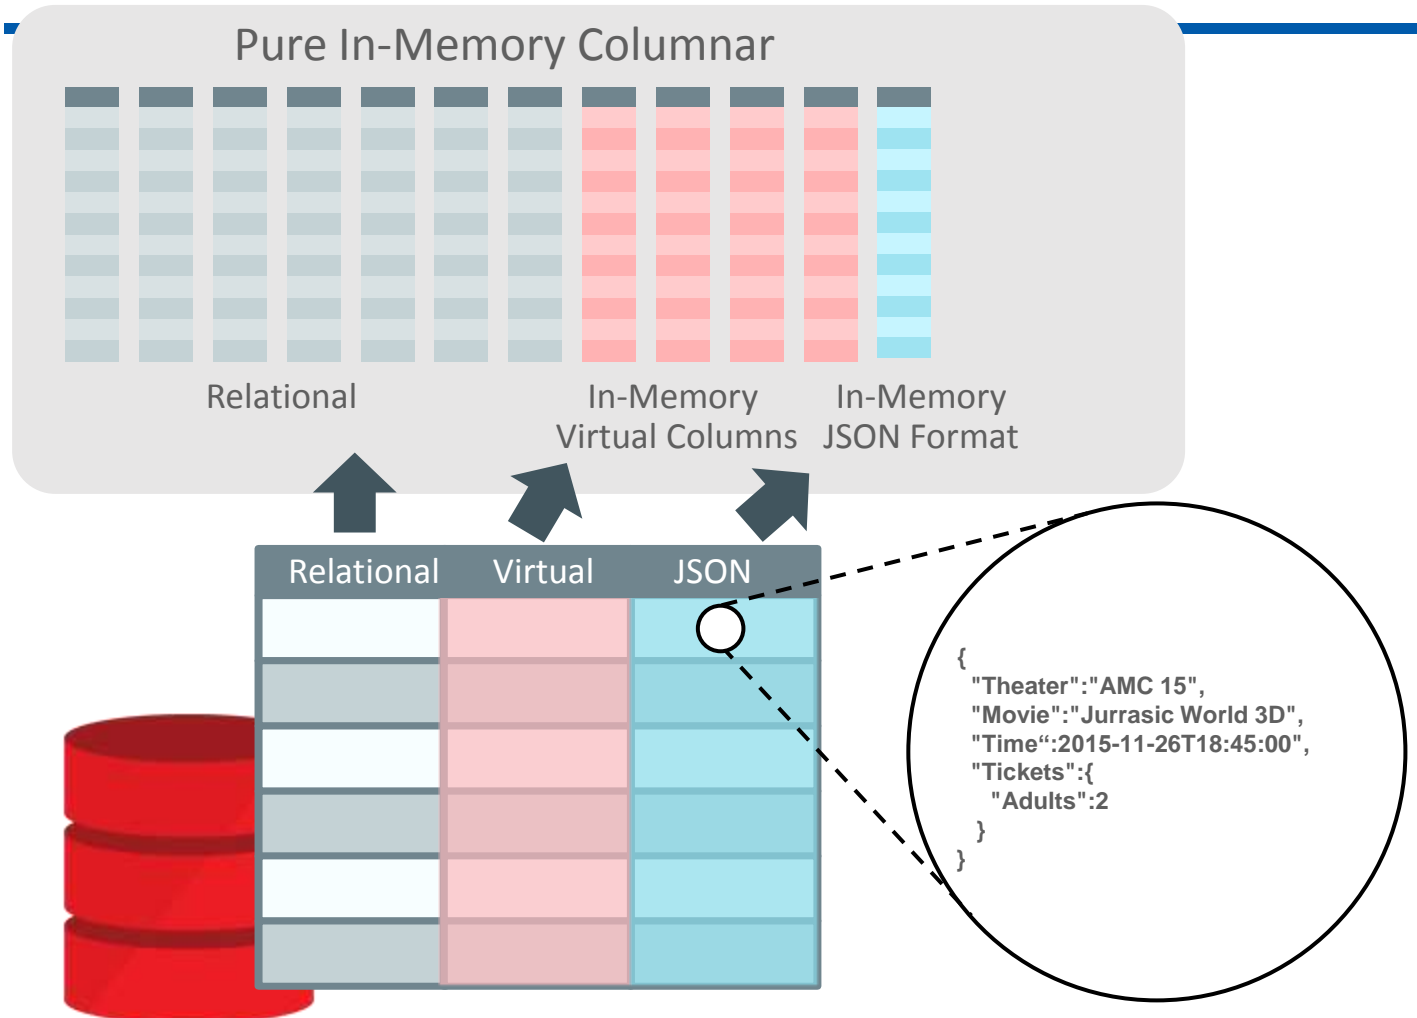 Pure In-Memory Columnar
Relational
In-Memory
Virtual Columns
In-Memory
JSON Format
Relational Virtual JSON
{
"Theater":"AMC 15",
"Movie":"Jurrasic World 3D",
"Time“:2015-11-26T18:45:00",
"Tickets":{
"Adults":2
}
}